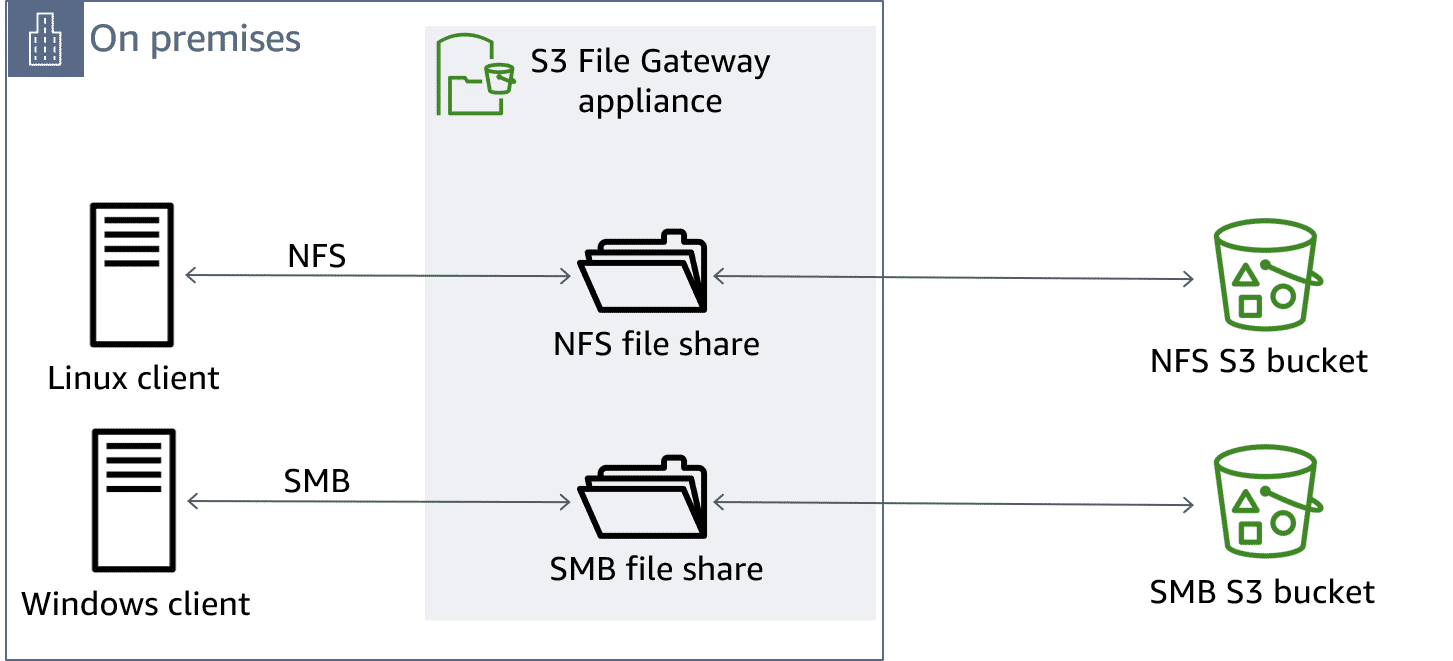 On premises
S3 File Gateway
appliance
NFS
NFS file share
Linux client
NFS S3 bucket
SMB
SMB file share
Windows client
SMB S3 bucket